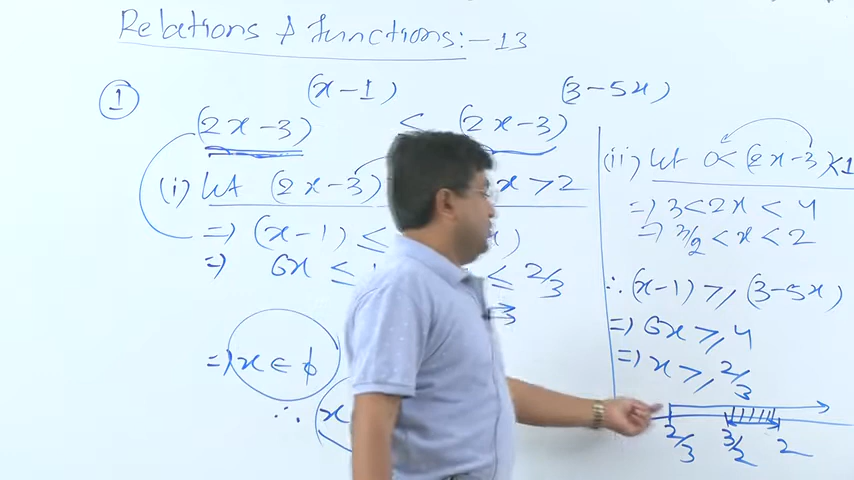 Relations & functions:-13
①
(x-1) (3-5x)
(2x-3) ≤ (2x-3)
(i) Let (2x-3) x>2
⇒ (x-1) ≤ x)
⇒ 6x ≤ ≤ 2/3
3
⇒ x ∈ ϕ
∴ x
(ii) Let 0<(2x-3)<1
⇒ 3<2x<4
⇒ 3/2<x<2
∴ (x-1) ≥ (3-5x)
⇒ 6x ≥ 4
⇒ x ≥ 2/3
2/3 3/2 2